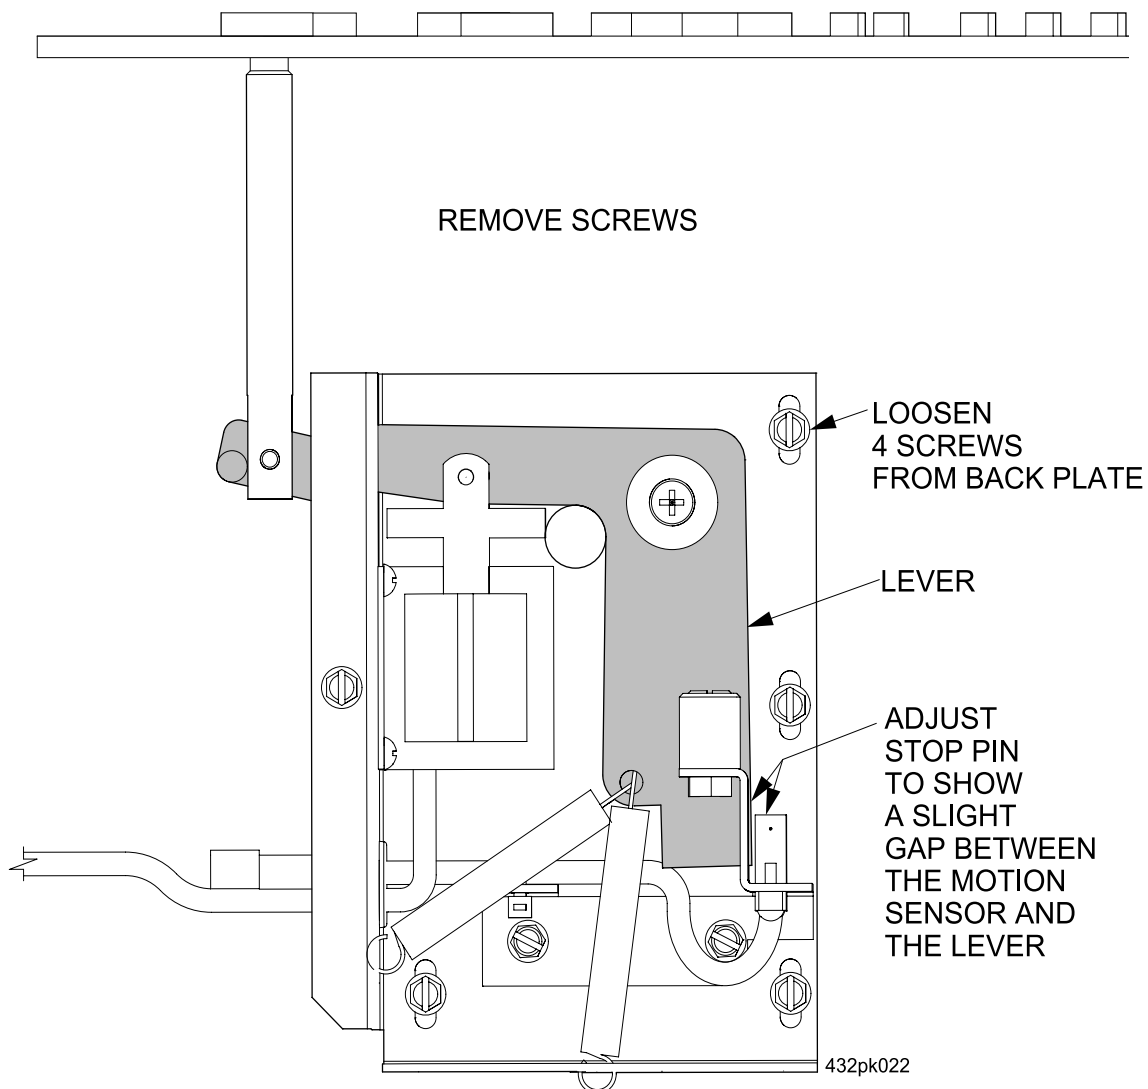 REMOVE SCREWS
LOOSEN
4 SCREWS
FROM BACK PLATE
LEVER
ADJUST
STOP PIN
TO SHOW
A SLIGHT
GAP BETWEEN
THE MOTION
SENSOR AND
THE LEVER
432pk022